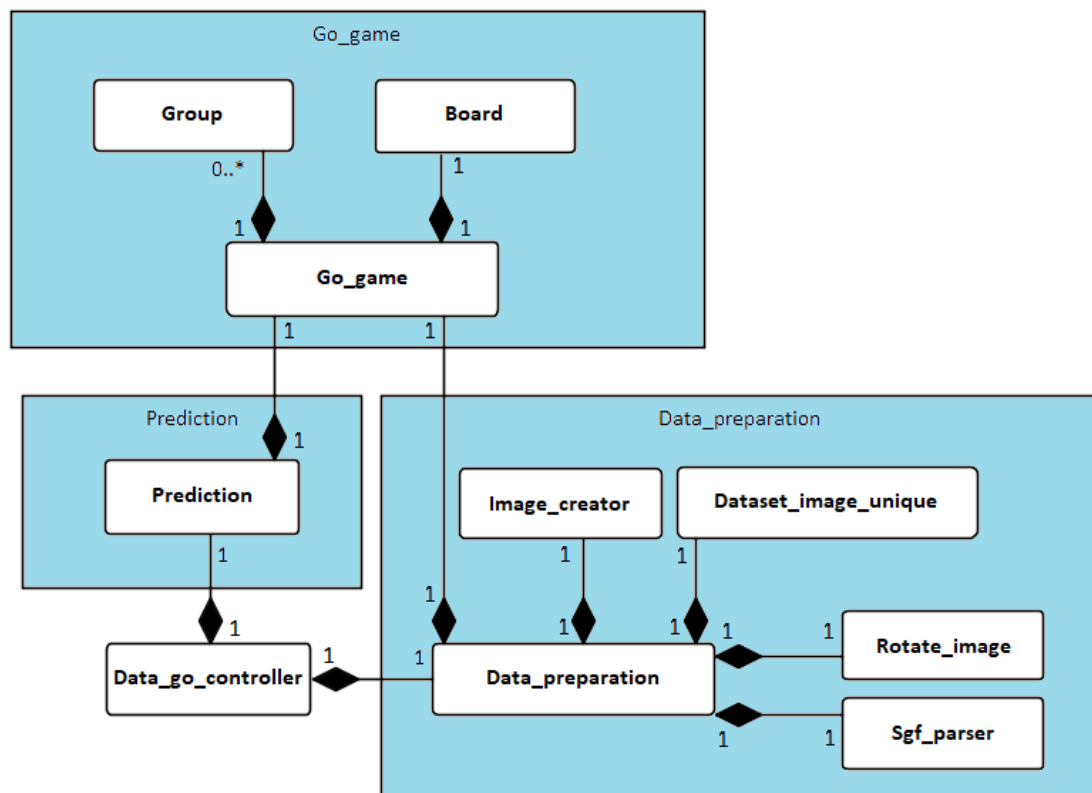 Go_game
Group
Board
0..*
1
1
1
Go_game
1
1
Prediction
Data_preparation
1
Prediction
Image_creator
Dataset_image_unique
1
1
1
1
1
1
1
1
1
Rotate_image
1
1
Data_go_controller
Data_preparation
1
1
Sgf_parser